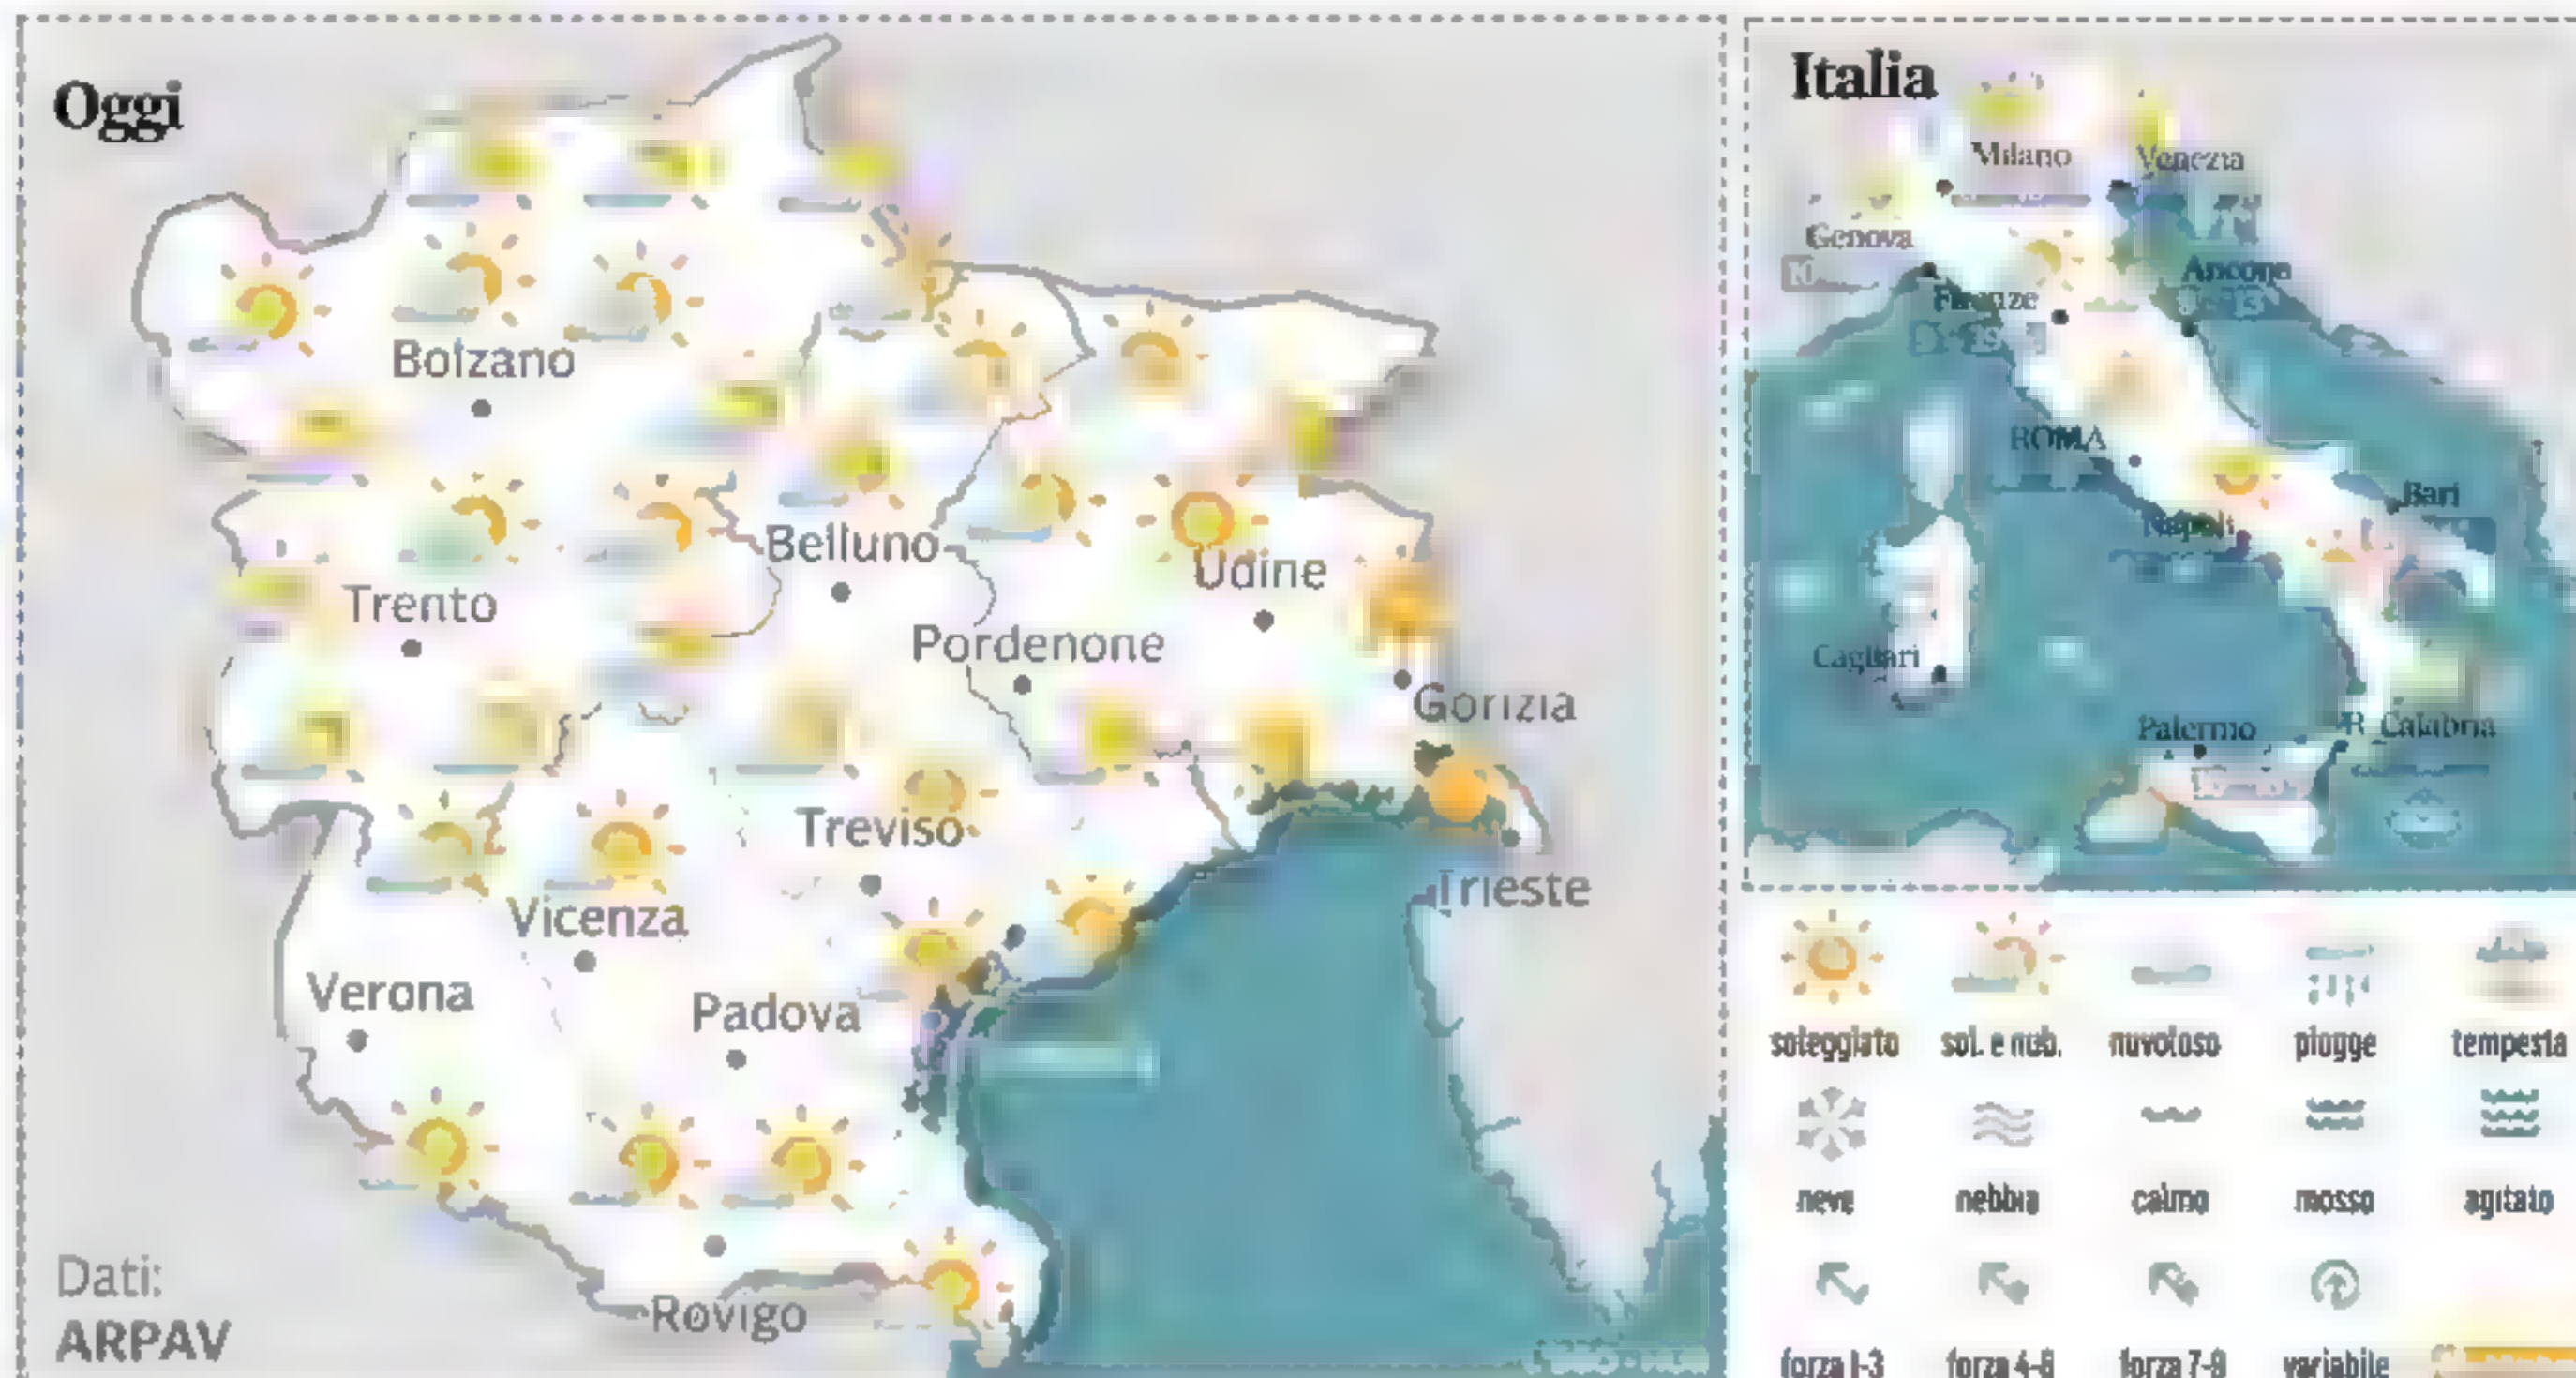 Oggi
Bolzano
Belluno
Udine
Trento
Pordenone
Gorizia
Treviso
Trieste
Vicenza
Verona
Padova
Rovigo
Dati:
ARPAV
Italia
Milano
Venezia
Genova
Ancona
Firenze
ROMA
Bari
Napoli
Cagliari
Palermo
R. Calabria
soleggiato sol. e nub. nuvoloso piogge tempesta
neve nebbia calmo mosso agitato
forza 1-3 forza 4-6 forza 7-9 variabile